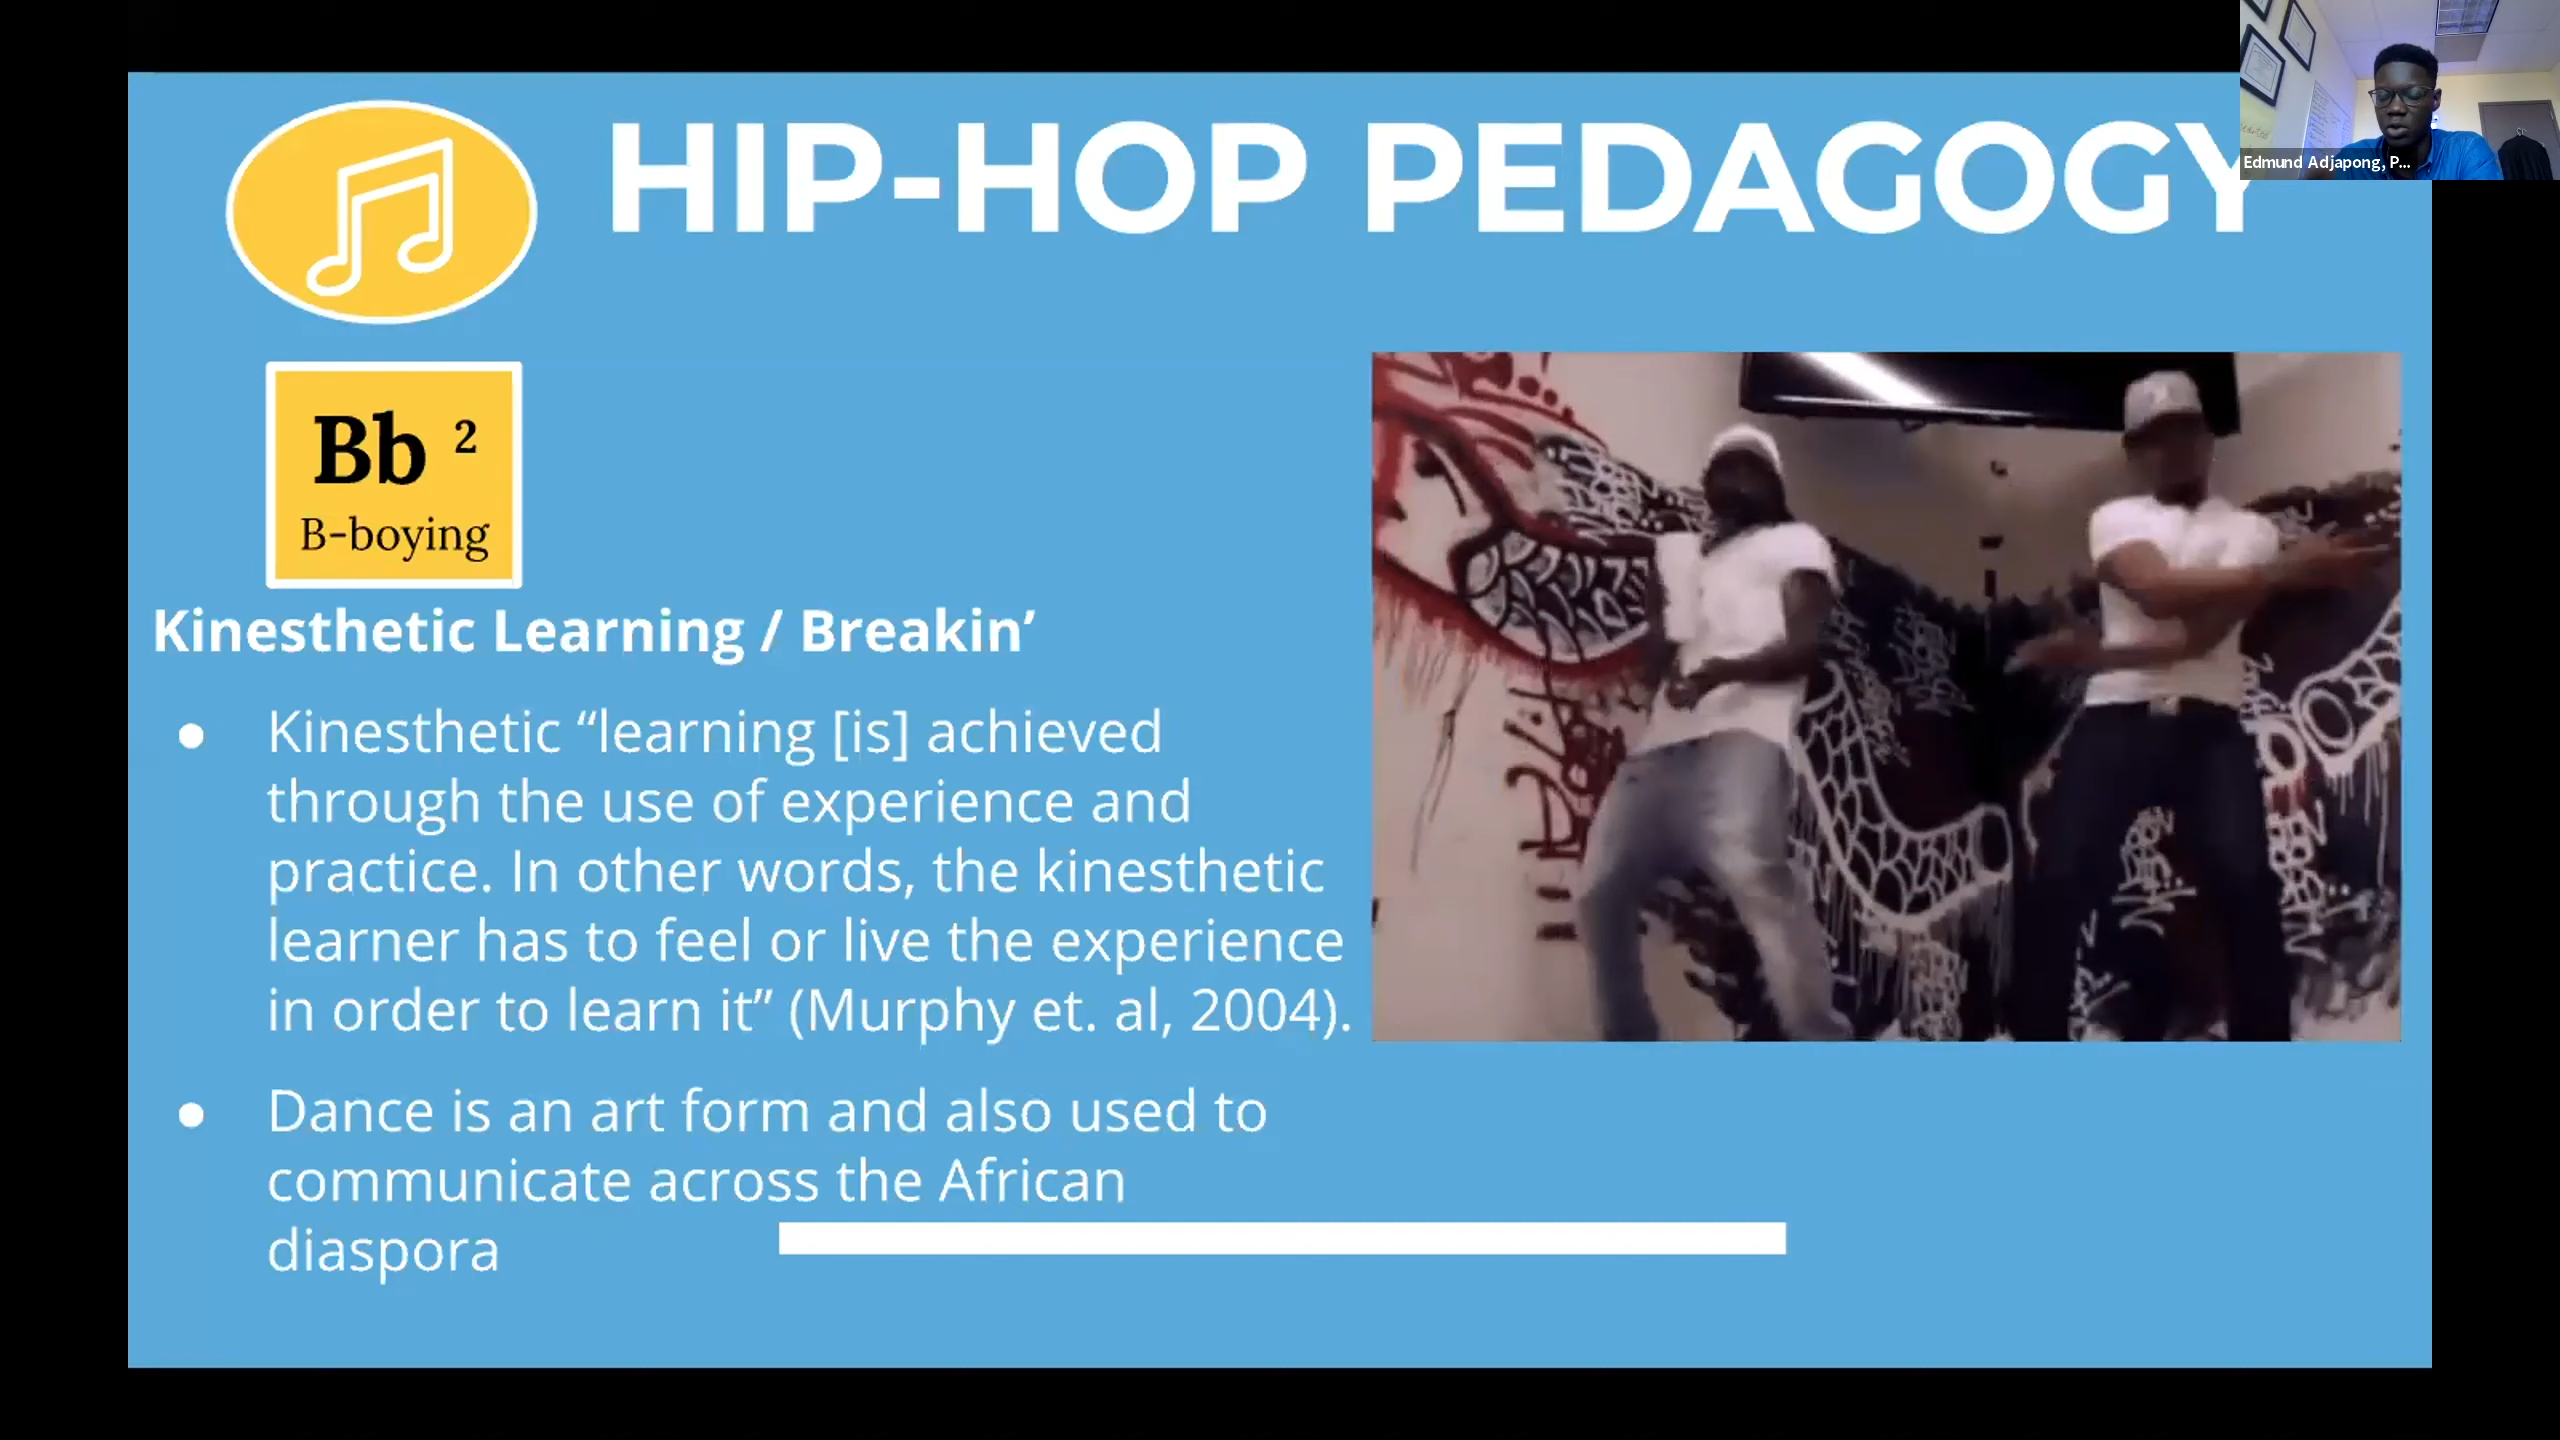 HIP-HOP PEDAGOGY
Edmund Adjapong, P...
Bb 2
B-boying
Kinesthetic Learning / Breakin’
● Kinesthetic “learning [is] achieved
through the use of experience and
practice. In other words, the kinesthetic
learner has to feel or live the experience
in order to learn it” (Murphy et. al, 2004).
● Dance is an art form and also used to
communicate across the African
diaspora